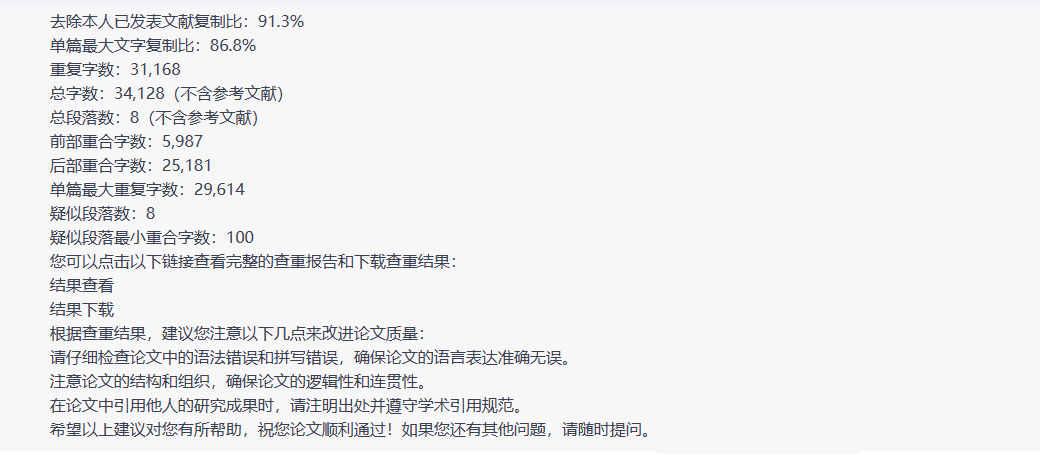 去除本人已发表文献复制比：91.3%
单篇最大文字复制比：86.8%
重复字数：31,168
总字数：34,128（不含参考文献）
总段落数：8（不含参考文献）
前部重合字数：5,987
后部重合字数：25,181
单篇最大重复字数：29,614
疑似段落数：8
疑似段落最小重合字数：100
您可以点击以下链接查看完整的查重报告和下载查重结果：
结果查看
结果下载
根据查重结果，建议您注意以下几点来改进论文质量：
请仔细检查论文中的语法错误和拼写错误，确保论文的语言表达准确无误。
注意论文的结构和组织，确保论文的逻辑性和连贯性。
在论文中引用他人的研究成果时，请注明出处并遵守学术引用规范。
希望以上建议对您有所帮助，祝您论文顺利通过！如果您还有其他问题，请随时提问。